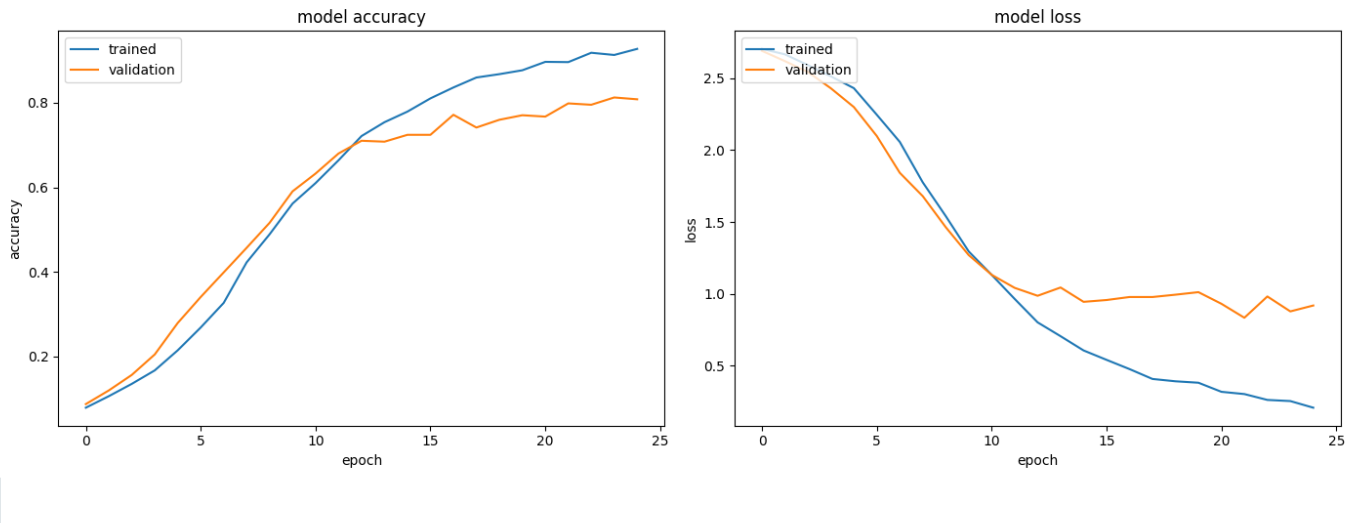 model accuracy
trained
validation
0.8
0.6
0.4
0.2
accuracy
0 5 10 15 20 25
epoch
model loss
trained
validation
2.5
2.0
1.5
1.0
0.5
loss
0 5 10 15 20 25
epoch